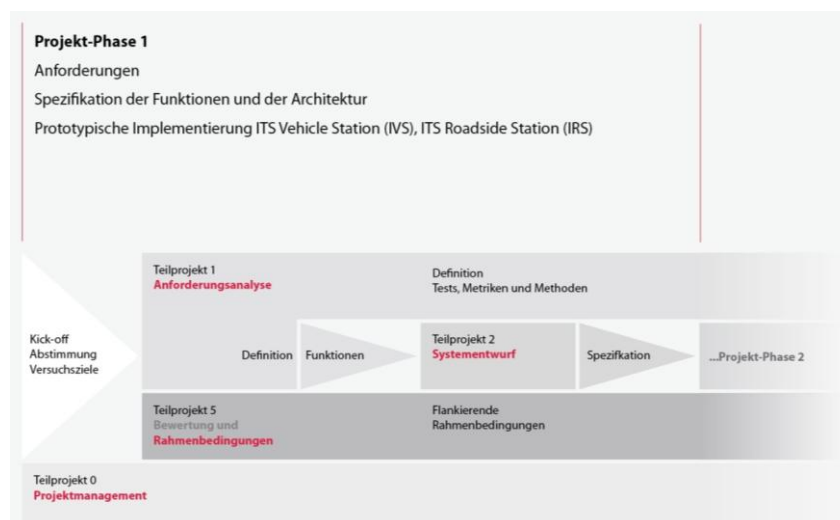 Projekt-Phase 1
Anforderungen
Spezifikation der Funktionen und der Architektur
Prototypische Implementierung ITS Vehicle Station (IVS), ITS Roadside Station (IRS)
Kick-off
Abstimmung
Versuchsziele
Teilprojekt 1
Anforderungsanalyse
Definition
Tests, Metriken und Methoden
Definition
Funktionen
Teilprojekt 2
Systementwurf
Spezifkation
...Projekt-Phase 2
Teilprojekt 5
Bewertung und
Rahmenbedingungen
Flankierende
Rahmenbedingungen
Teilprojekt 0
Projektmanagement